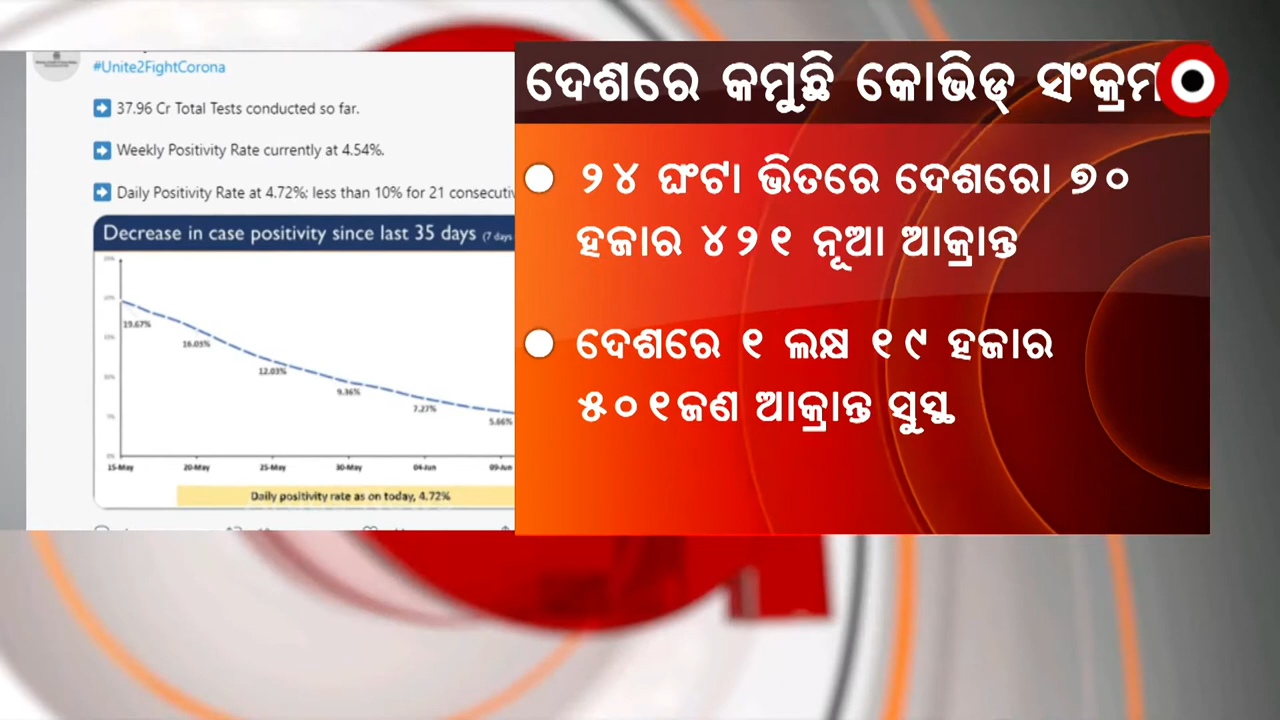 #Unite2FightCorona
37.96 Cr Total Tests conducted so far.
Weekly Positivity Rate currently at 4.54%.
Daily Positivity Rate at 4.72%; less than 10% for 21
Decrease in case positivity since last 35 days (7 days
19.67%
16.03%
12.03%
9.36%
7.27%
5.66%
15-May 20-May 25-May 30-May 04-Jun 09-Jun
Daily positivity rate as on today, 4.72%
ଦେଶରେ କମୁଛି କୋଭିଡ୍
୨୪ ଘଂଟା ଭିତରେ ଦେଶରୋ ୭୦
ହଜାର ୪୨୧ ନୂଆ ଆକ୍ରାନ୍ତ
ଦେଶରେ ୧ ଲକ୍ଷ ୧୯ ହଜାର
୫୦୧ଜଣ ଆକ୍ରାନ୍ତ ସୁସ୍ଥ